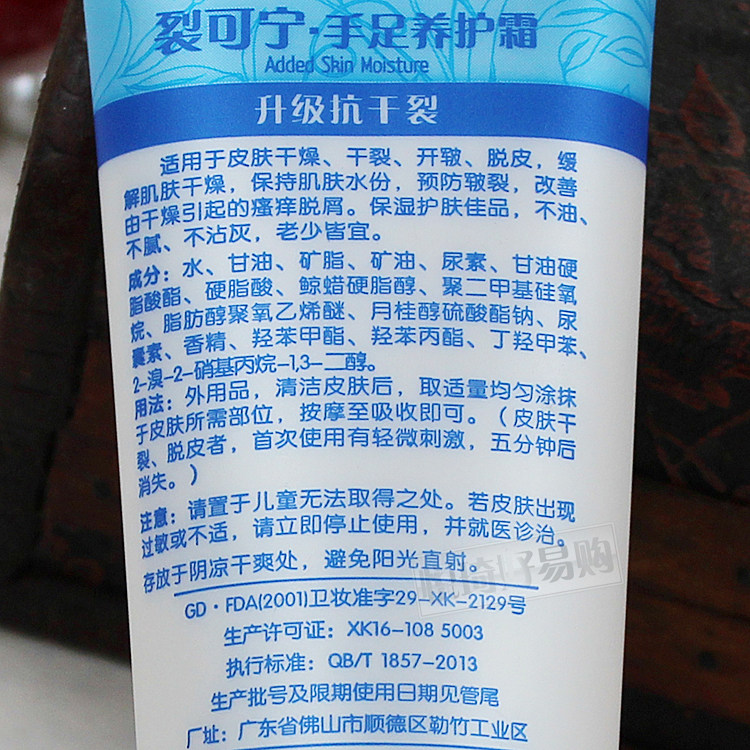 裂可宁·手足养护霜
Added Skin Moisture
升级抗干裂
适用于皮肤干燥、干裂、开皲、脱皮，缓
解肌肤干燥，保持肌肤水份，预防皲裂，改善
由干燥引起的瘙痒脱屑。保湿护肤佳品，不油、
不腻、不沾灰，老少皆宜。
成分：水、甘油、矿脂、矿油、尿素、甘油硬
脂酸酯、硬脂酸、鲸蜡硬脂醇、聚二甲基硅氧
烷、脂肪醇聚氧乙烯醚、月桂醇硫酸酯钠、尿
囊素、香精、羟苯甲酯、羟苯丙酯、丁羟甲苯、
2-溴-2-硝基丙烷-1,3-二醇。
用法：外用品，清洁皮肤后，取适量均匀涂抹
于皮肤所需部位，按摩至吸收即可。（皮肤干
裂、脱皮者，首次使用有轻微刺激，五分钟后
消失。）
注意：请置于儿童无法取得之处。若皮肤出现
过敏或不适，请立即停止使用，并就医诊治。
存放于阴凉干爽处，避免阳光直射。
GD·FDA(2001)卫妆准字29-XK-2129号
生产许可证：XK16-108 5003
执行标准：QB/T 1857-2013
生产批号及限期使用日期见管尾
厂址：广东省佛山市顺德区勒竹工业区
易购